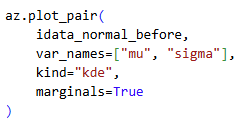 az.plot_pair(
    idata_normal_before,
    var_names=["mu", "sigma"],
    kind="kde",
    marginals=True
)